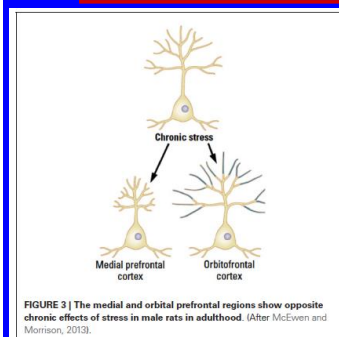 Chronic stress
Medial prefrontal
cortex
Orbitofrontal
cortex
FIGURE 3 | The medial and orbital prefrontal regions show opposite
chronic effects of stress in male rats in adulthood. (After McEwen and
Morrison, 2013).